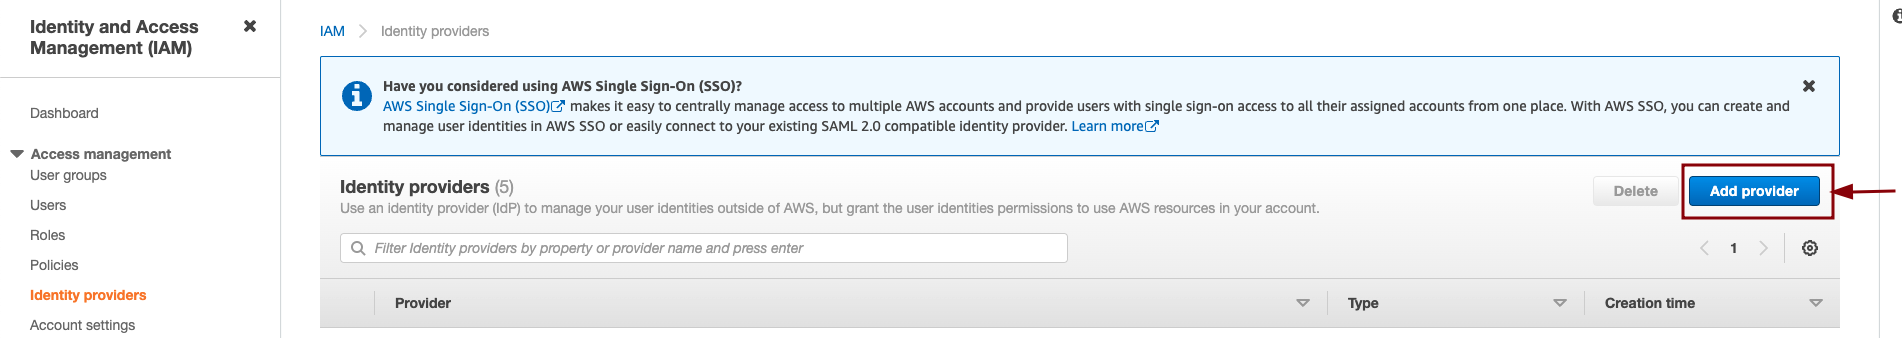 Identity and Access
Management (IAM)
Dashboard
Access management
User groups
Users
Roles
Policies
Identity providers
Account settings
IAM
Identity providers
Have you considered using AWS Single Sign-On (SSO)?
AWS Single Sign-On (SSO) makes it easy to centrally manage access to multiple AWS accounts and provide users with single sign-on access to all their assigned accounts from one place. With AWS SSO, you can create and
manage user identities in AWS SSO or easily connect to your existing SAML 2.0 compatible identity provider. Learn more
Identity providers (5)
Use an identity provider (IdP) to manage your user identities outside of AWS, but grant the user identities permissions to use AWS resources in your account.
Delete
Add provider
Filter Identity providers by property or provider name and press enter
1
Provider
Type
Creation time